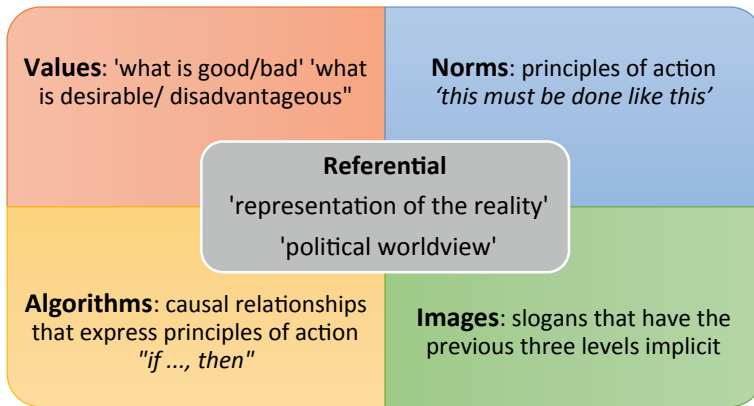 Values: 'what is good/bad' 'what
is desirable/ disadvantageous"
Norms: principles of action
‘this must be done like this’
Referential
'representation of the reality'
'political worldview'
Algorithms: causal relationships
that express principles of action
"if ..., then"
Images: slogans that have the
previous three levels implicit